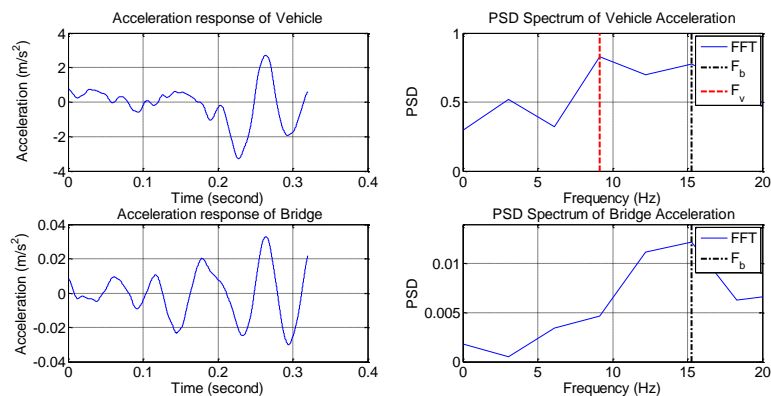 Acceleration response of Vehicle
Acceleration (m/s²)
4
2
0
-2
-4
0 0.1 0.2 0.3 0.4
Time (second)
PSD Spectrum of Vehicle Acceleration
PSD
1
0.5
0
0 5 10 15 20
Frequency (Hz)
FFT
F_b
F_v
Acceleration response of Bridge
Acceleration (m/s²)
0.04
0.02
0
-0.02
-0.04
0 0.1 0.2 0.3 0.4
Time (second)
PSD Spectrum of Bridge Acceleration
PSD
0.01
0.005
0
0 5 10 15 20
Frequency (Hz)
FFT
F_b